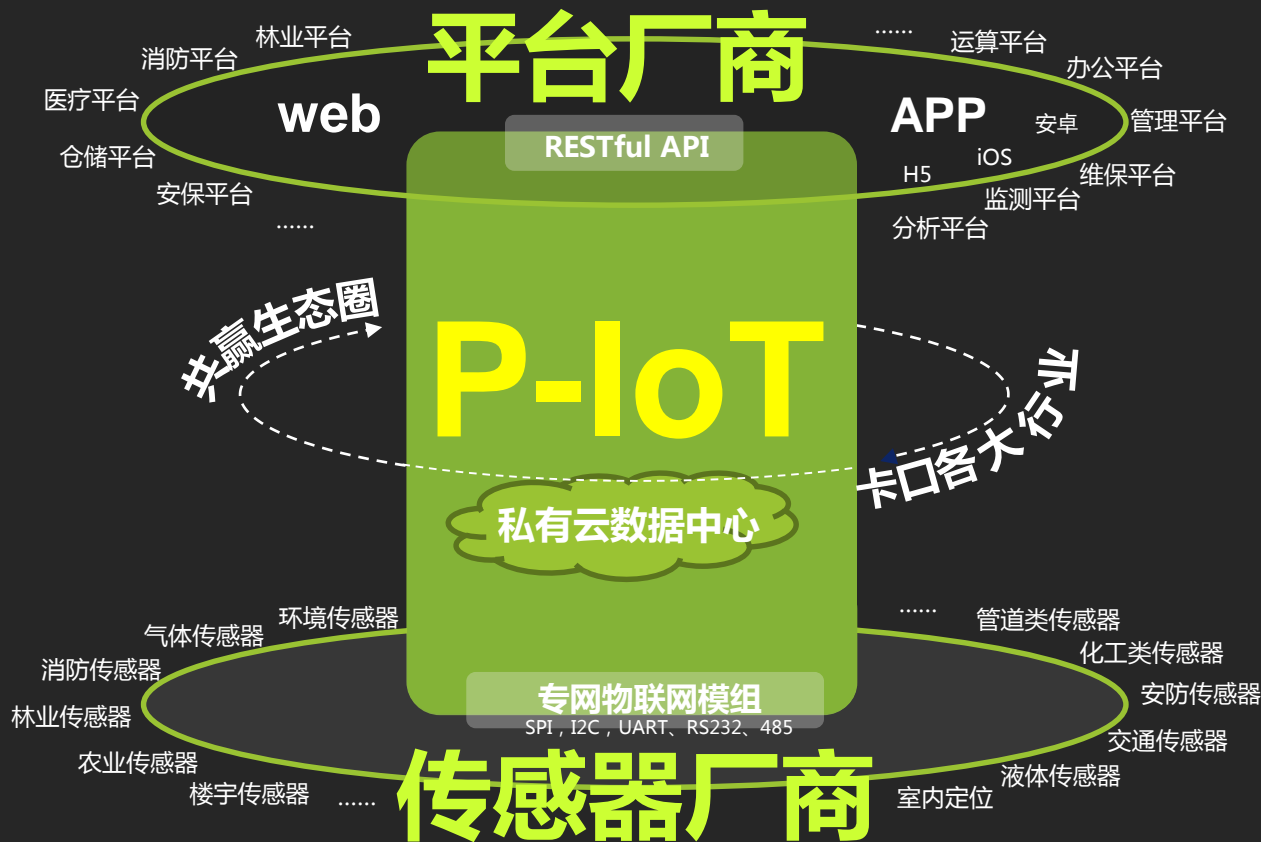 平台厂商
林业平台
消防平台
医疗平台
仓储平台
安保平台
......
web
RESTful API
APP
安卓
iOS
H5
......
运算平台
办公平台
管理平台
维保平台
监测平台
分析平台
共赢生态圈
P-IoT
卡口各大行业
私有云数据中心
环境传感器
气体传感器
消防传感器
林业传感器
农业传感器
楼宇传感器
......
专网物联网模组
SPI，I2C，UART、RS232、485
......
管道类传感器
化工类传感器
安防传感器
交通传感器
液体传感器
室内定位
传感器厂商